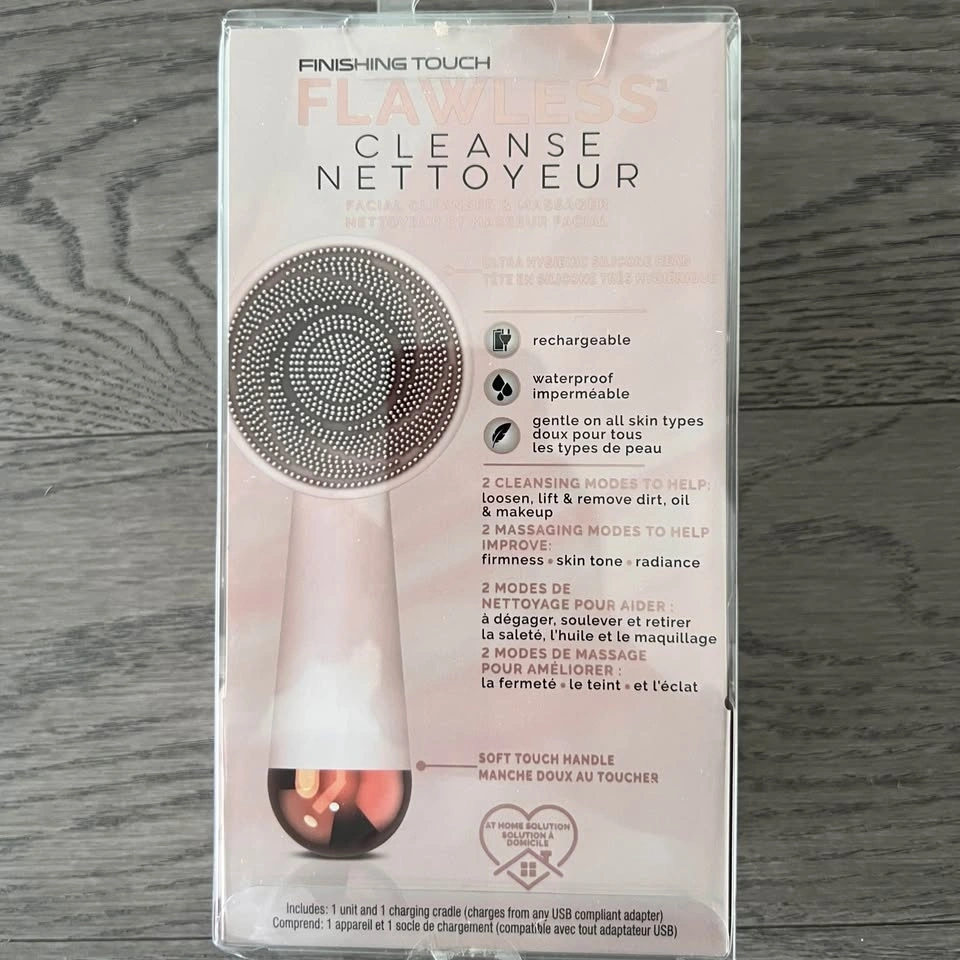 FINISHING TOUCH
FLAWLESS
CLEANSE
NETTOYEUR
FACIAL CLEANSER & MASSAGER
NETTOYEUR ET MASSEUR FACIAL
ULTRA HYGIENIC SILICONE HEAD
TÊTE EN SILICONE TRÈS HYGIÉNIQUE
rechargeable
waterproof
imperméable
gentle on all skin types
doux pour tous
les types de peau
2 CLEANSING MODES TO HELP:
loosen, lift & remove dirt, oil
& makeup
2 MASSAGING MODES TO HELP
IMPROVE:
firmness • skin tone • radiance
2 MODES DE
NETTOYAGE POUR AIDER :
à dégager, soulever et retirer
la saleté, l'huile et le maquillage
2 MODES DE MASSAGE
POUR AMÉLIORER :
la fermeté • le teint • et l'éclat
SOFT TOUCH HANDLE
MANCHE DOUX AU TOUCHER
AT HOME SOLUTION
SOLUTION À
DOMICILE
Includes: 1 unit and 1 charging cradle (charges from any USB compliant adapter)
Comprend: 1 appareil et 1 socle de chargement (compatible avec tout adaptateur USB)